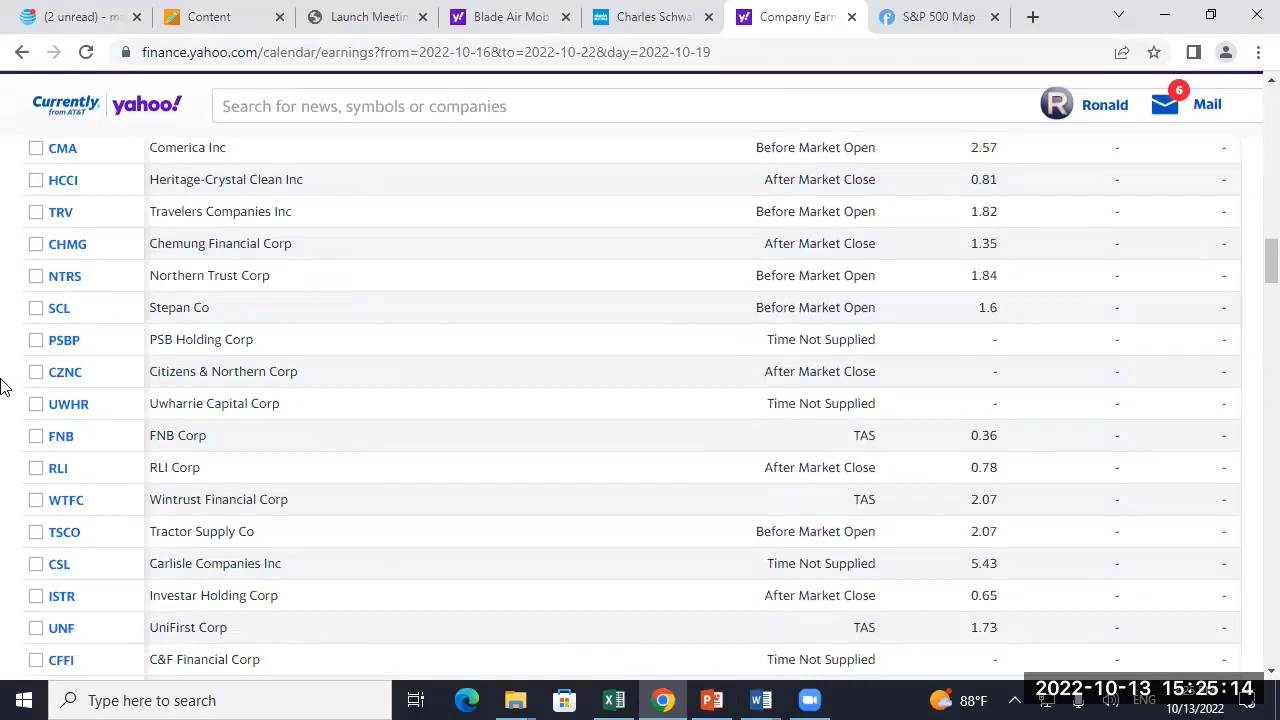 (2 unread) - m
Content
Launch Meetin
Blade Air Mob
Charles Schwa
Company Earn
S&P 500 Map
finance.yahoo.com/calendar/earnings?from=2022-10-16&to=2022-10-22&day=2022-10-19
Currently, from AT&T yahoo!
Search for news, symbols or companies
R Ronald 6 Mail
CMA Comerica Inc Before Market Open 2.57 - -
HCCI Heritage-Crystal Clean Inc After Market Close 0.81 - -
TRV Travelers Companies Inc Before Market Open 1.82 - -
CHMG Chemung Financial Corp After Market Close 1.35 - -
NTRS Northern Trust Corp Before Market Open 1.84 - -
SCL Stepan Co Before Market Open 1.6 - -
PSBP PSB Holding Corp Time Not Supplied - - -
CZNC Citizens & Northern Corp After Market Close - - -
UWHR Uwharrie Capital Corp Time Not Supplied - - -
FNB FNB Corp TAS 0.36 - -
RLI RLI Corp After Market Close 0.78 - -
WTFC Wintrust Financial Corp TAS 2.07 - -
TSCO Tractor Supply Co Before Market Open 2.07 - -
CSL Carlisle Companies Inc Time Not Supplied 5.43 - -
ISTR Investar Holding Corp After Market Close 0.65 - -
UNF UniFirst Corp TAS 1.73 - -
CFFI C&F Financial Corp Time Not Supplied - - -
Type here to search
88°F
ENG
2022-10-13 15:25:14
10/13/2022